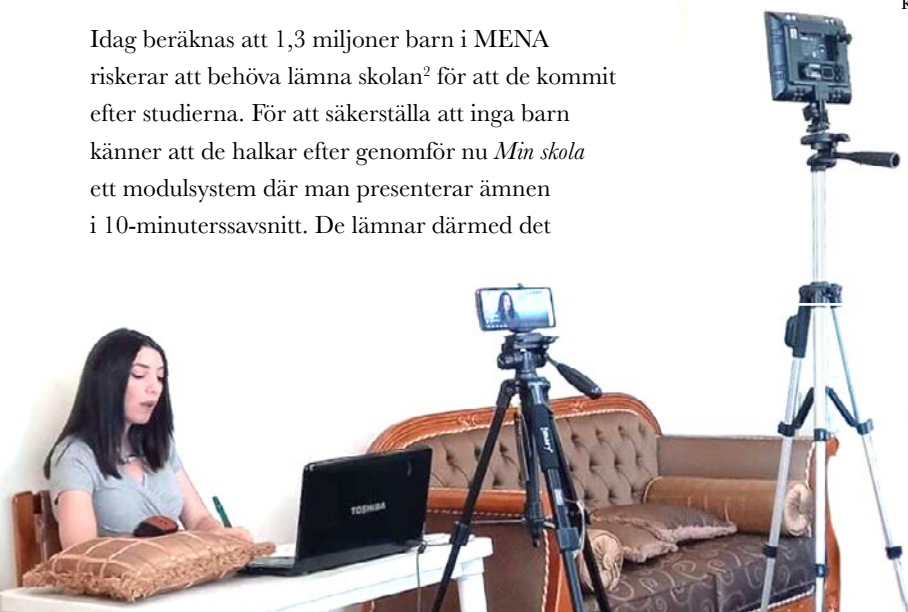 Idag beräknas att 1,3 miljoner barn i MENA
riskerar att behöva lämna skolan² för att de kommit
efter studierna. För att säkerställa att inga barn
känner att de halkar efter genomför nu Min skola
ett modulsystem där man presenterar ämnen
i 10-minuterssavsnitt. De lämnar därmed det
TOSHIBA